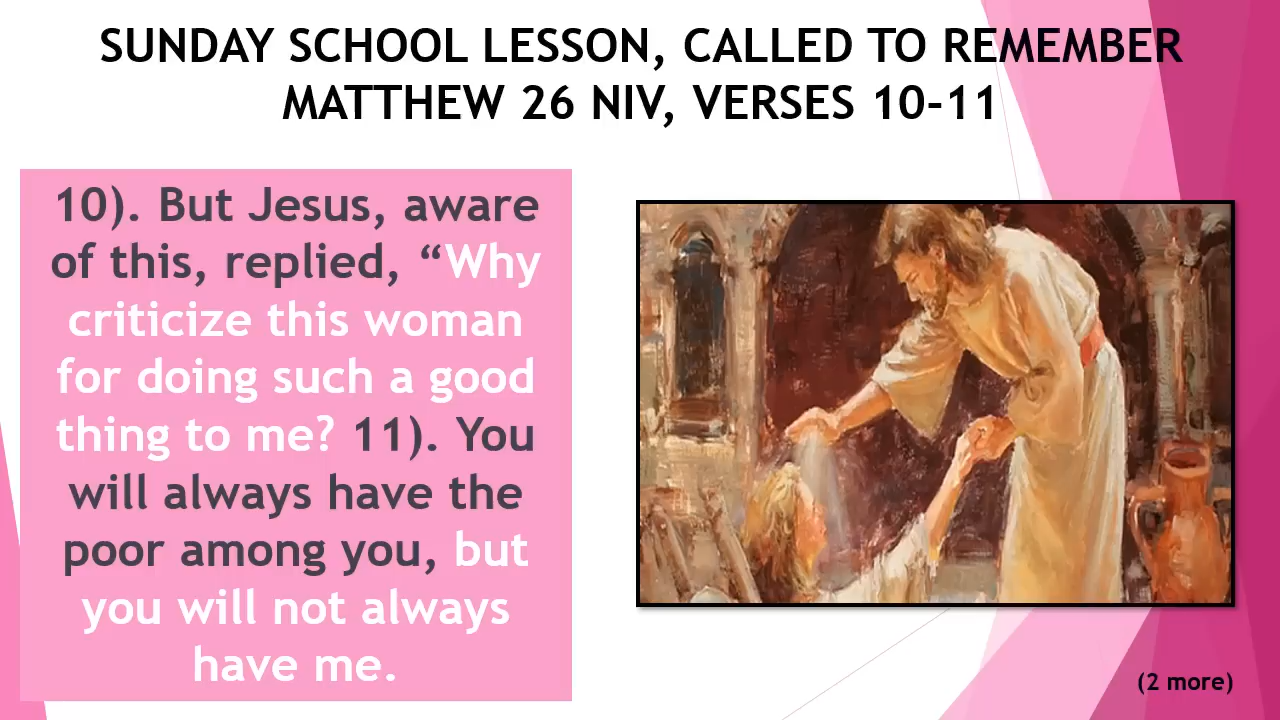 SUNDAY SCHOOL LESSON, CALLED TO REMEMBER
MATTHEW 26 NIV, VERSES 10-11
10). But Jesus, aware
of this, replied, “Why
criticize this woman
for doing such a good
thing to me? 11). You
will always have the
poor among you, but
you will not always
have me.
(2 more)